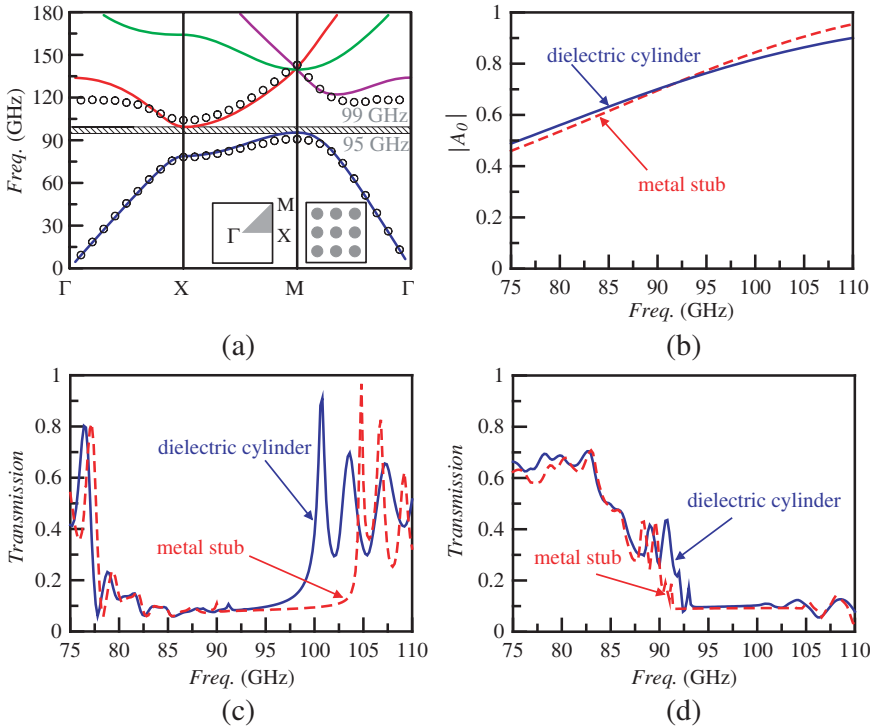 180
150
120
90
60
30
0
Freq. (GHz)
99 GHz
95 GHz
M
Γ
X
Γ
X
M
Γ
(a)
1
0.8
0.6
0.4
0.2
0
|A0|
dielectric cylinder
metal stub
75 80 85 90 95 100 105 110
Freq. (GHz)
(b)
1
0.8
0.6
0.4
0.2
0
Transmission
dielectric cylinder
metal stub
75 80 85 90 95 100 105 110
Freq. (GHz)
(c)
1
0.8
0.6
0.4
0.2
0
Transmission
dielectric cylinder
metal stub
75 80 85 90 95 100 105 110
Freq. (GHz)
(d)